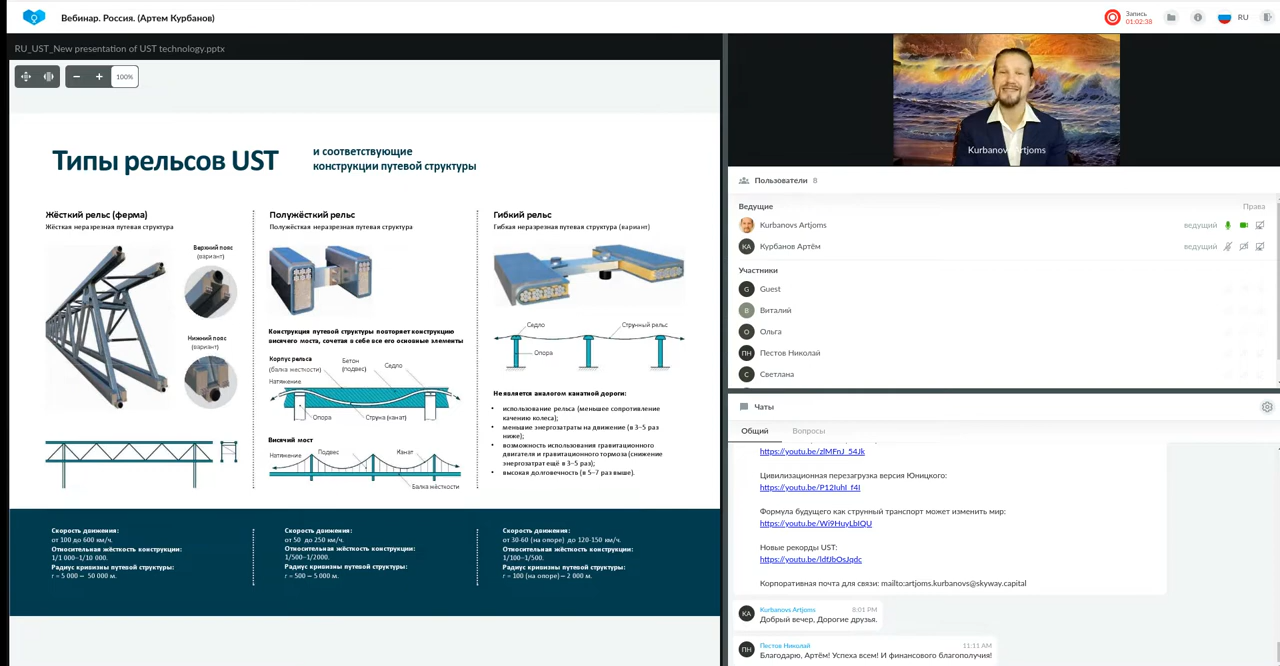 Вебинар. Россия. (Артем Курбанов)
Запись
01:02:38
RU
RU_UST_New presentation of UST technology.pptx
100%
Типы рельсов UST
и соответствующие
конструкции путевой структуры
Жёсткий рельс (ферма)
Жёсткая неразрезная путевая структура
Верхний пояс
(вариант)
Нижний пояс
(вариант)
Полужёсткий рельс
Полужёсткая неразрезная путевая структура
Конструкция путевой структуры повторяет конструкцию
висячего моста, сочетая в себе все его основные элементы
Корпус рельса
(балка жесткости)
Бетон
(подвес)
Седло
Натяжение
Опора
Струна (канат)
Висячий мост
Натяжение
Подвес
Канат
Балка жёсткости
Гибкий рельс
Гибкая неразрезная путевая структура (вариант)
Седло
Струнный рельс
Опора
Не является аналогом канатной дороги:
• использование рельса (меньшее сопротивление
качению колеса);
• меньшие энергозатраты на движение (в 3–5 раз
ниже);
• возможность использования гравитационного
двигателя и гравитационного тормоза (снижение
энергозатрат ещё в 3–5 раз);
• высокая долговечность (в 5–7 раз выше).
Скорость движения:
от 100 до 600 км/ч.
Относительная жёсткость конструкции:
1/1 000–1/10 000.
Радиус кривизны путевой структуры:
r = 5 000 – 50 000 м.
Скорость движения:
от 50 до 250 км/ч.
Относительная жёсткость конструкции:
1/500–1/2000.
Радиус кривизны путевой структуры:
r = 500 – 5 000 м.
Скорость движения:
от 30-60 (на опоре) до 120-150 км/ч.
Относительная жёсткость конструкции:
1/100–1/500.
Радиус кривизны путевой структуры:
r = 100 (на опоре) – 2 000 м.
Kurbanovs Artjoms
Пользователи 8
Ведущие
Права
Kurbanovs Artjoms
ведущий
КА
Курбанов Артём
ведущий
Участники
G
Guest
В
Виталий
О
Ольга
ПН
Пестов Николай
С
Светлана
Чаты
Общий
Вопросы
https://youtu.be/zlMFnJ_54Jk
Цивилизационная перезагрузка версия Юницкого:
https://youtu.be/P12Iuhl_f4I
Формула будущего как струнный транспорт может изменить мир:
https://youtu.be/Wi9HuyLbIQU
Новые рекорды UST:
https://youtu.be/ldfJbOsJqdc
Корпоративная почта для связи: mailto:artjoms.kurbanovs@skyway.capital
KA
Kurbanovs Artjoms
8:01 PM
Добрый вечер, Дорогие друзья.
ПН
Пестов Николай
11:11 AM
Благодарю, Артём! Успеха всем! И финансового благополучия!